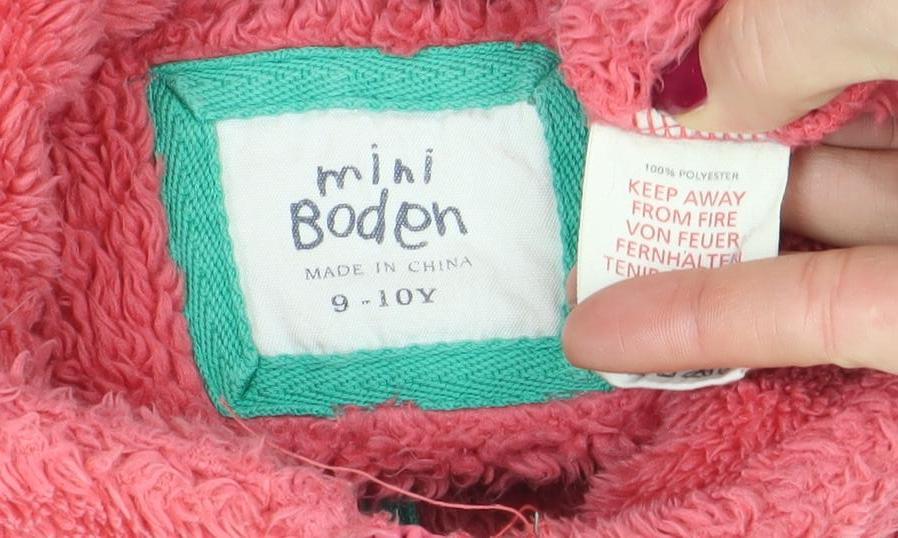 mini
Boden
MADE IN CHINA
9-10Y
100% POLYESTER
KEEP AWAY
FROM FIRE
VON FEUER
FERNHALTEN